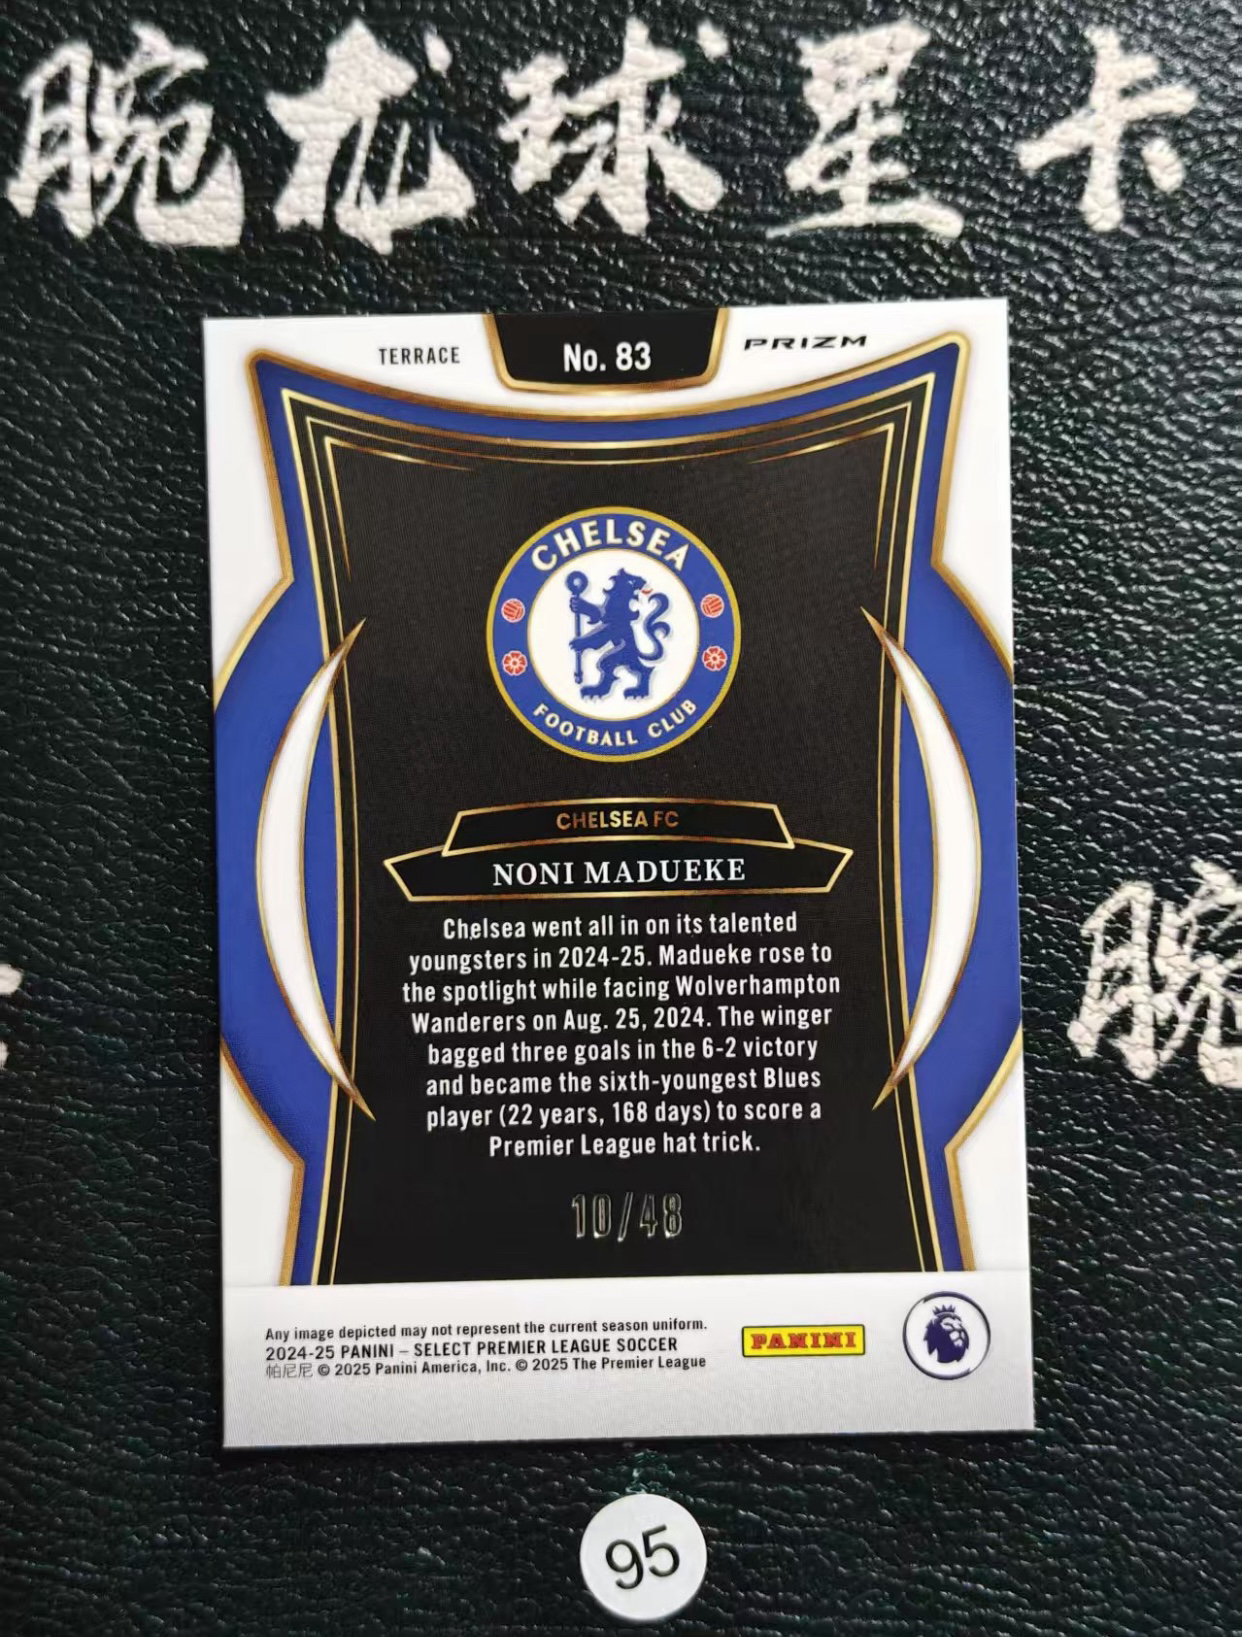 腕龙球星卡
TERRACE
No. 83
PRIZM
CHELSEA
FOOTBALL CLUB
CHELSEA FC
NONI MADUEKE
Chelsea went all in on its talented
youngsters in 2024-25. Madueke rose to
the spotlight while facing Wolverhampton
Wanderers on Aug. 25, 2024. The winger
bagged three goals in the 6-2 victory
and became the sixth-youngest Blues
player (22 years, 168 days) to score a
Premier League hat trick.
10/48
腕
Any image depicted may not represent the current season uniform.
2024-25 PANINI – SELECT PREMIER LEAGUE SOCCER
帕尼尼 © 2025 Panini America, Inc. © 2025 The Premier League
PANINI
95